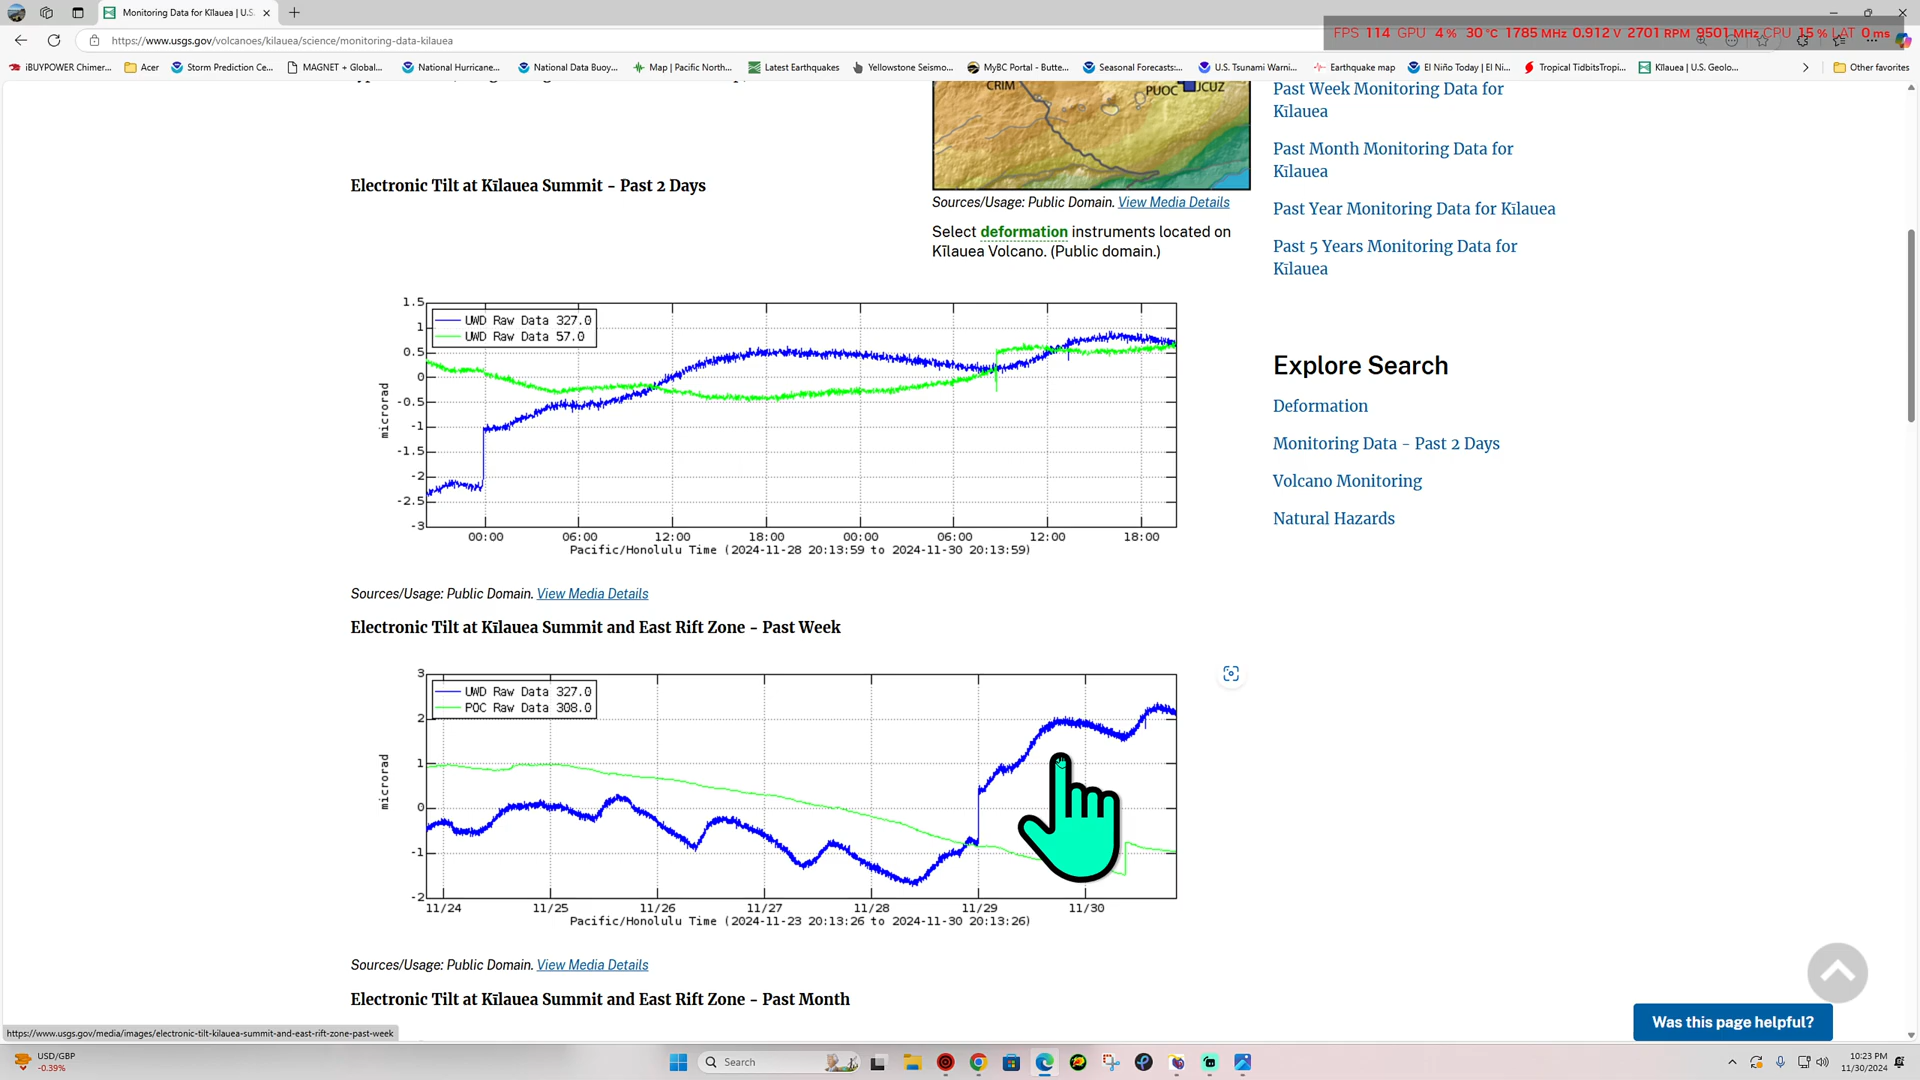 Monitoring Data for Kīlauea | U.S.
https://www.usgs.gov/volcanoes/kilauea/science/monitoring-data-kilauea
FPS 114 GPU 4 % 30 °C 1785 MHz 0.912 V 2701 RPM 9501 MHz CPU 15 % LAT 0 ms
iBUYPOWER Chimer... Acer Storm Prediction Ce... MAGNET + Global... National Hurricane... National Data Buoy... Map | Pacific North... Latest Earthquakes Yellowstone Seismo... MyBC Portal - Butte... Seasonal Forecasts:... U.S. Tsunami Warni... Earthquake map El Niño Today | El Ni... Tropical TidbitsTropi... Kīlauea | U.S. Geolo... Other favorites
CRIM
PUOC JCUZ
Past Week Monitoring Data for
Kīlauea
Past Month Monitoring Data for
Kīlauea
Past Year Monitoring Data for Kīlauea
Past 5 Years Monitoring Data for
Kīlauea
Electronic Tilt at Kīlauea Summit - Past 2 Days
Sources/Usage: Public Domain. View Media Details
Select deformation instruments located on
Kīlauea Volcano. (Public domain.)
1.5
1
0.5
0
-0.5
-1
-1.5
-2
-2.5
-3
microrad
UWD Raw Data 327.0
UWD Raw Data 57.0
00:00 06:00 12:00 18:00 00:00 06:00 12:00 18:00
Pacific/Honolulu Time (2024-11-28 20:13:59 to 2024-11-30 20:13:59)
Explore Search
Deformation
Monitoring Data - Past 2 Days
Volcano Monitoring
Natural Hazards
Sources/Usage: Public Domain. View Media Details
Electronic Tilt at Kīlauea Summit and East Rift Zone - Past Week
3
2
1
0
-1
-2
microrad
UWD Raw Data 327.0
POC Raw Data 308.0
11/24 11/25 11/26 11/27 11/28 11/29 11/30
Pacific/Honolulu Time (2024-11-23 20:13:26 to 2024-11-30 20:13:26)
Sources/Usage: Public Domain. View Media Details
Electronic Tilt at Kīlauea Summit and East Rift Zone - Past Month
Was this page helpful?
https://www.usgs.gov/media/images/electronic-tilt-kilauea-summit-and-east-rift-zone-past-week
USD/GBP
-0.39%
Search
10:23 PM
11/30/2024